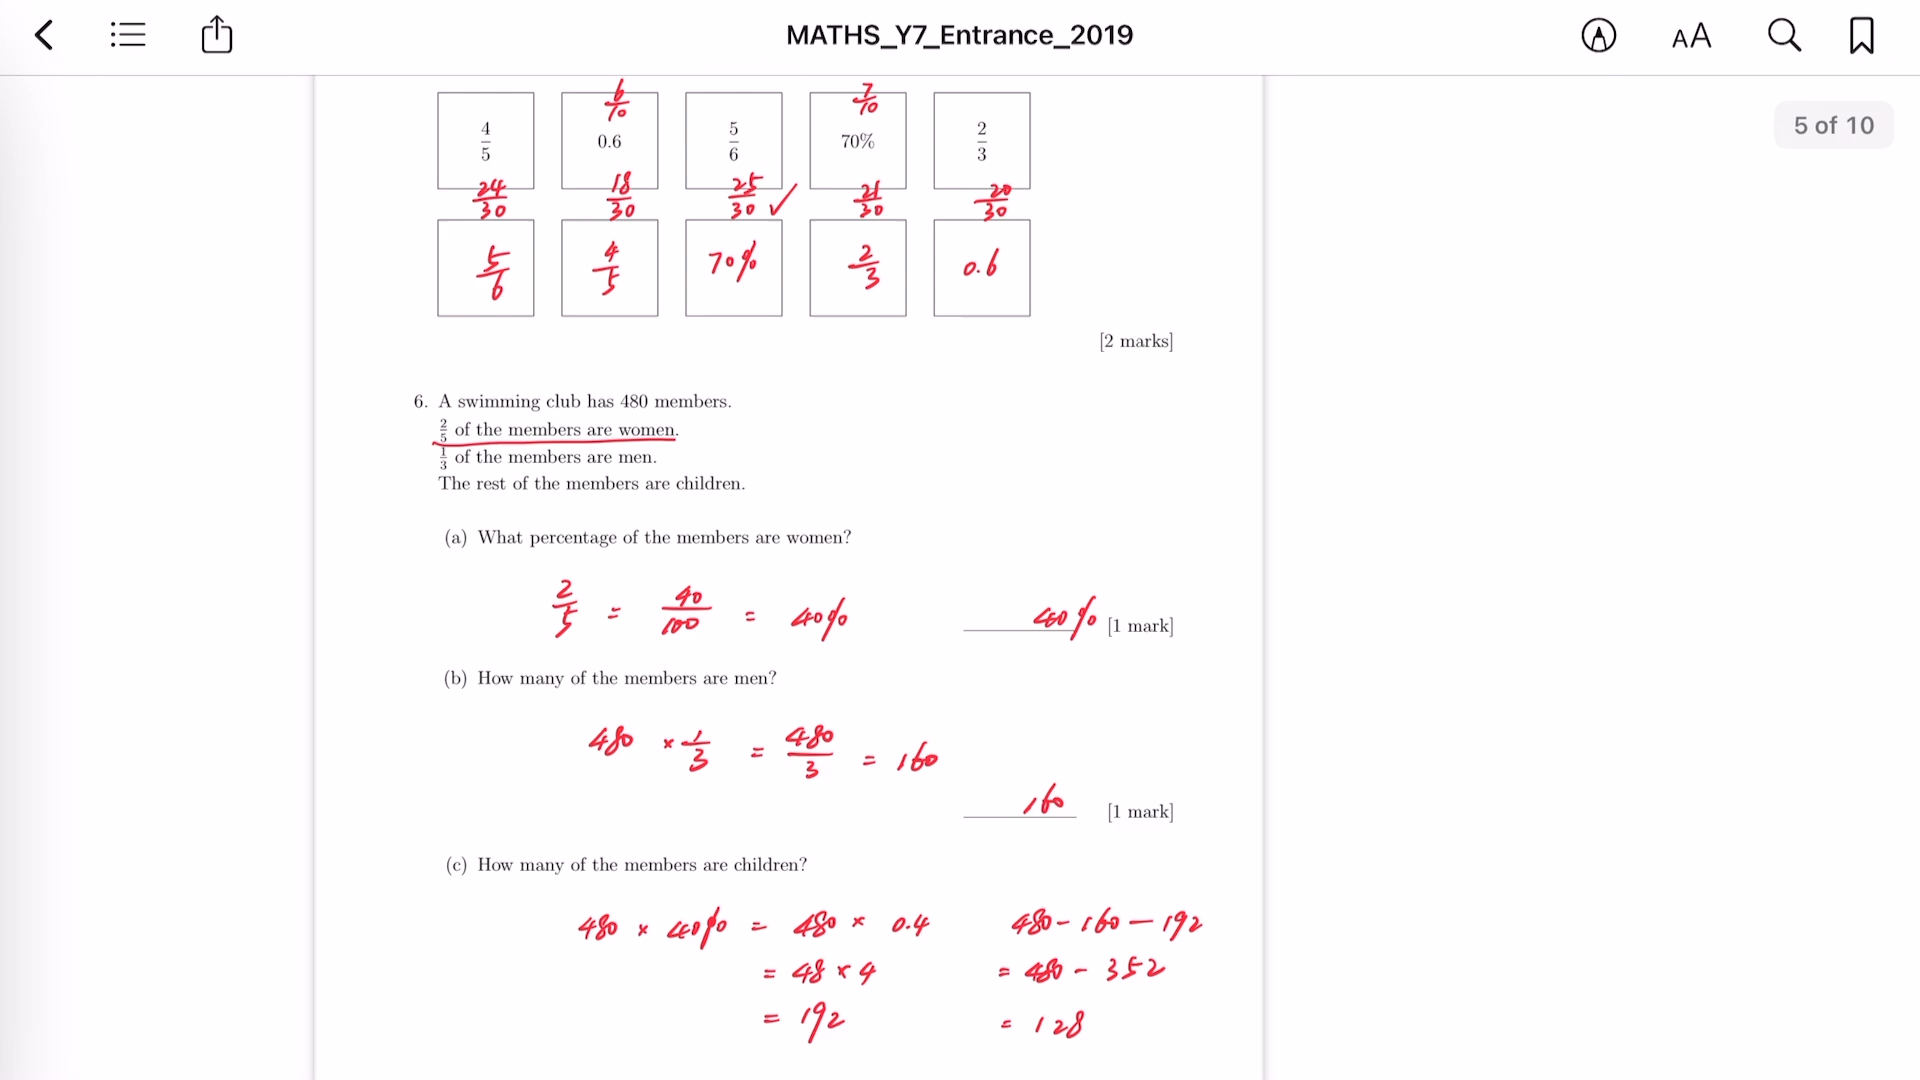 MATHS_Y7_Entrance_2019
AA
5 of 10
6/10 7/10
4/5 0.6 5/6 70% 2/3
24/30 18/30 25/30 ✓ 21/30 20/30
5/6 4/5 70% 2/3 0.6
[2 marks]
6. A swimming club has 480 members.
2/5 of the members are women.
1/3 of the members are men.
The rest of the members are children.
(a) What percentage of the members are women?
2/5 = 40/100 = 40% 40% [1 mark]
(b) How many of the members are men?
480 × 1/3 = 480/3 = 160
160 [1 mark]
(c) How many of the members are children?
480 × 40% = 480 × 0.4 480 - 160 - 192
= 48 × 4 = 480 - 352
= 192 = 128